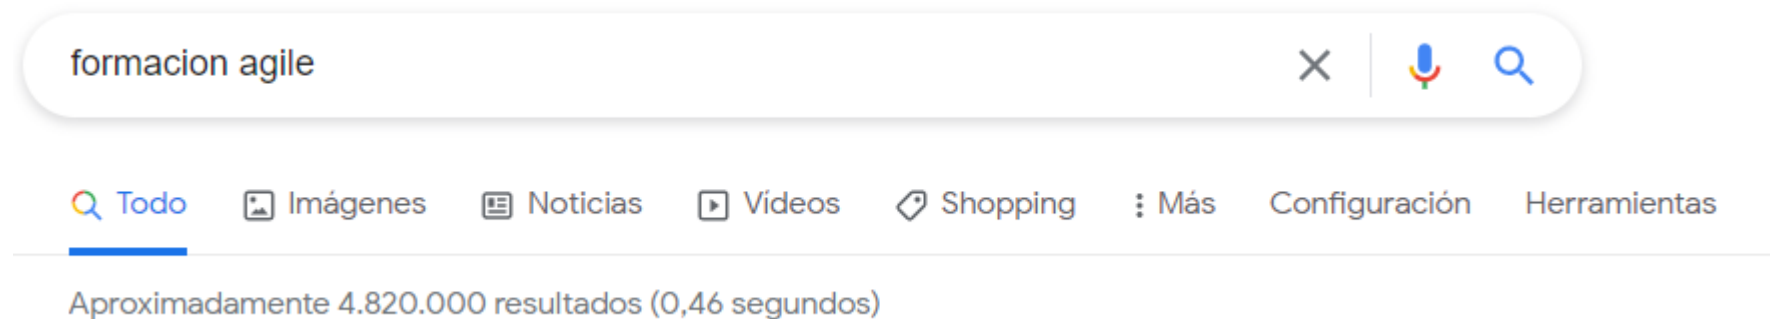 formacion agile
Todo Imágenes Noticias Vídeos Shopping Más Configuración Herramientas
Aproximadamente 4.820.000 resultados (0,46 segundos)